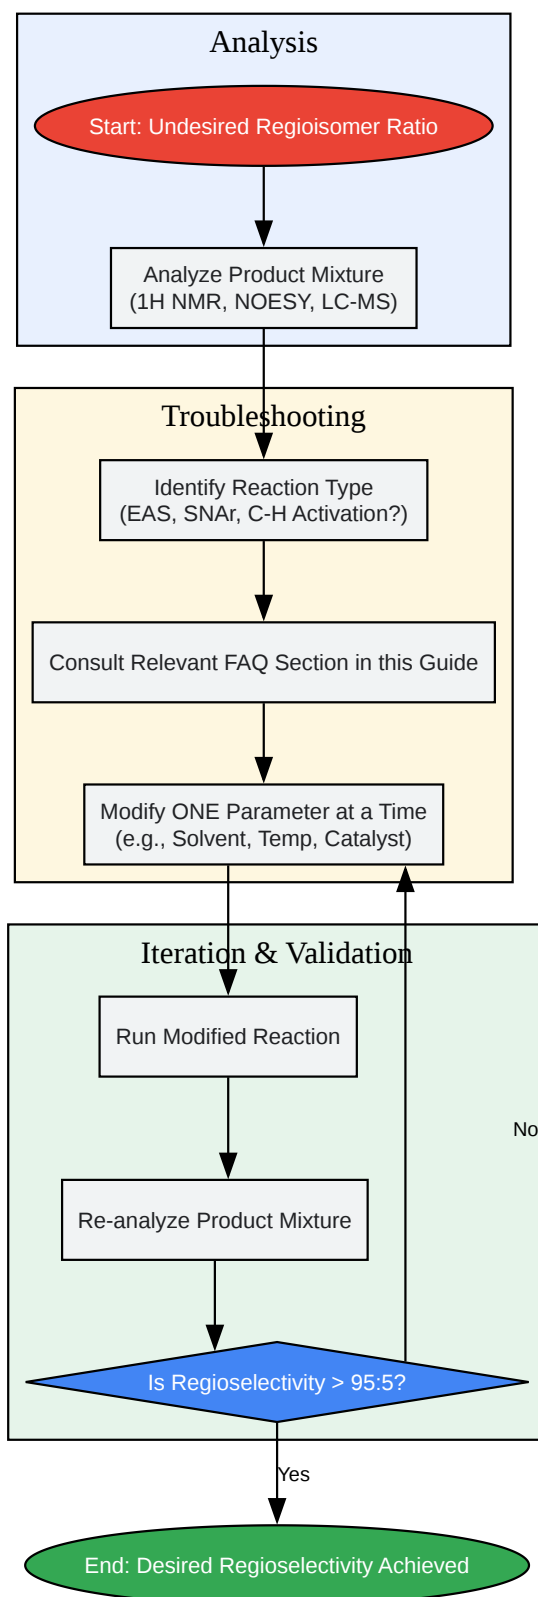 Analysis
Start: Undesired Regioisomer Ratio
Analyze Product Mixture
(1H NMR, NOESY, LC-MS)
Troubleshooting
Identify Reaction Type
(EAS, SNAr, C-H Activation?)
Consult Relevant FAQ Section in this Guide
Modify ONE Parameter at a Time
(e.g., Solvent, Temp, Catalyst)
Iteration & Validation
Run Modified Reaction
No
Re-analyze Product Mixture
Is Regioselectivity > 95:5?
Yes
End: Desired Regioselectivity Achieved